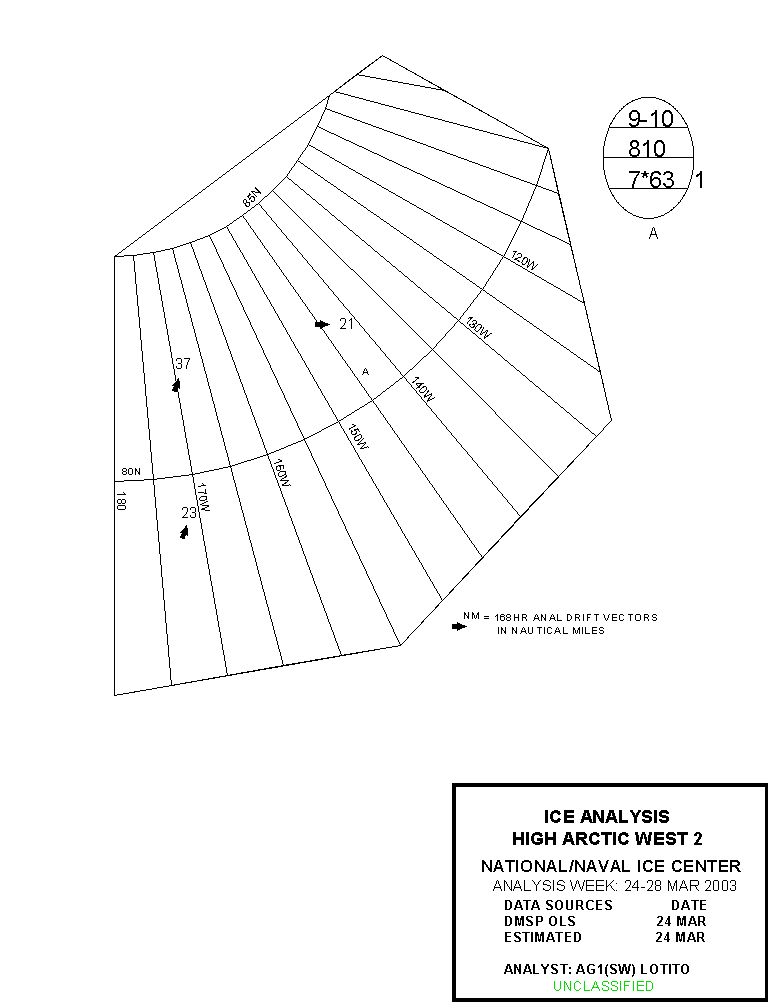 9-10
810
7*63 1
A
85N
120W
21
130W
37
A
140W
150W
80N
160W
180
170W
23
NM = 168HR ANAL DRIFT VECTORS
IN NAUTICAL MILES
ICE ANALYSIS
HIGH ARCTIC WEST 2
NATIONAL/NAVAL ICE CENTER
ANALYSIS WEEK: 24-28 MAR 2003
DATA SOURCES DATE
DMSP OLS 24 MAR
ESTIMATED 24 MAR
ANALYST: AG1(SW) LOTITO
UNCLASSIFIED